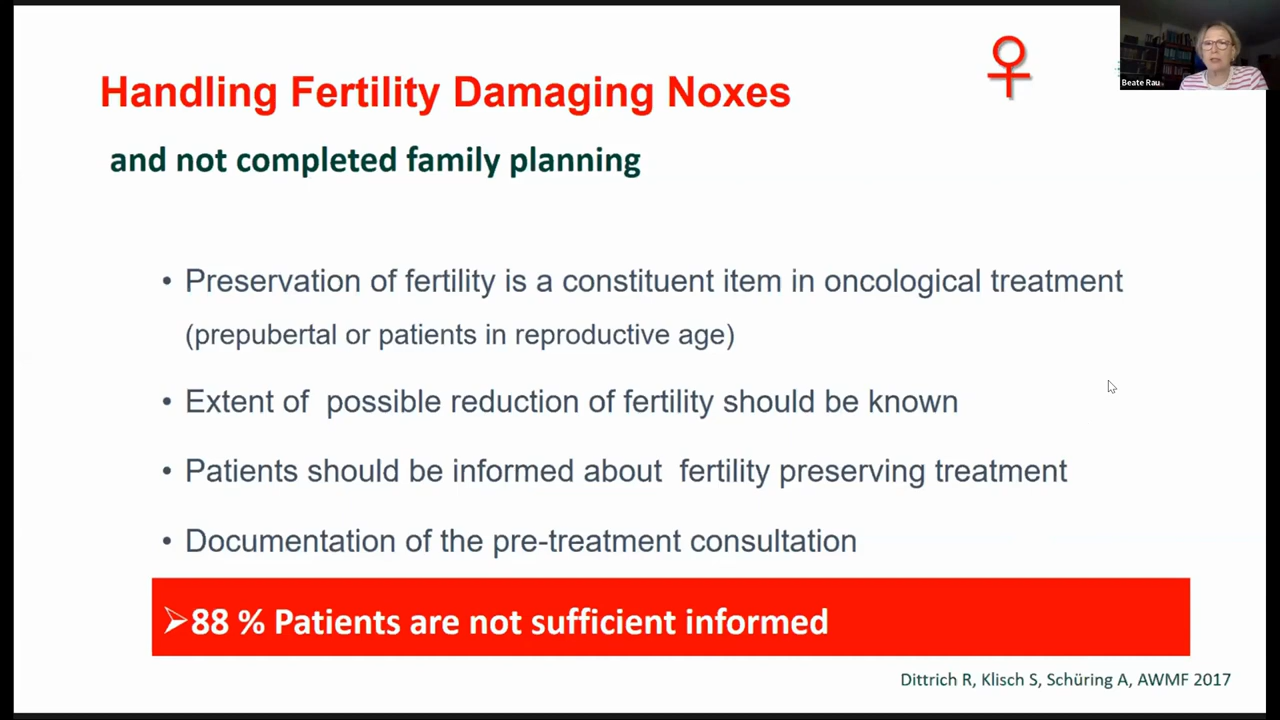 Handling Fertility Damaging Noxes
and not completed family planning
• Preservation of fertility is a constituent item in oncological treatment
(prepubertal or patients in reproductive age)
• Extent of possible reduction of fertility should be known
• Patients should be informed about fertility preserving treatment
• Documentation of the pre-treatment consultation
➢88 % Patients are not sufficient informed
Dittrich R, Klisch S, Schüring A, AWMF 2017
Beate Rau